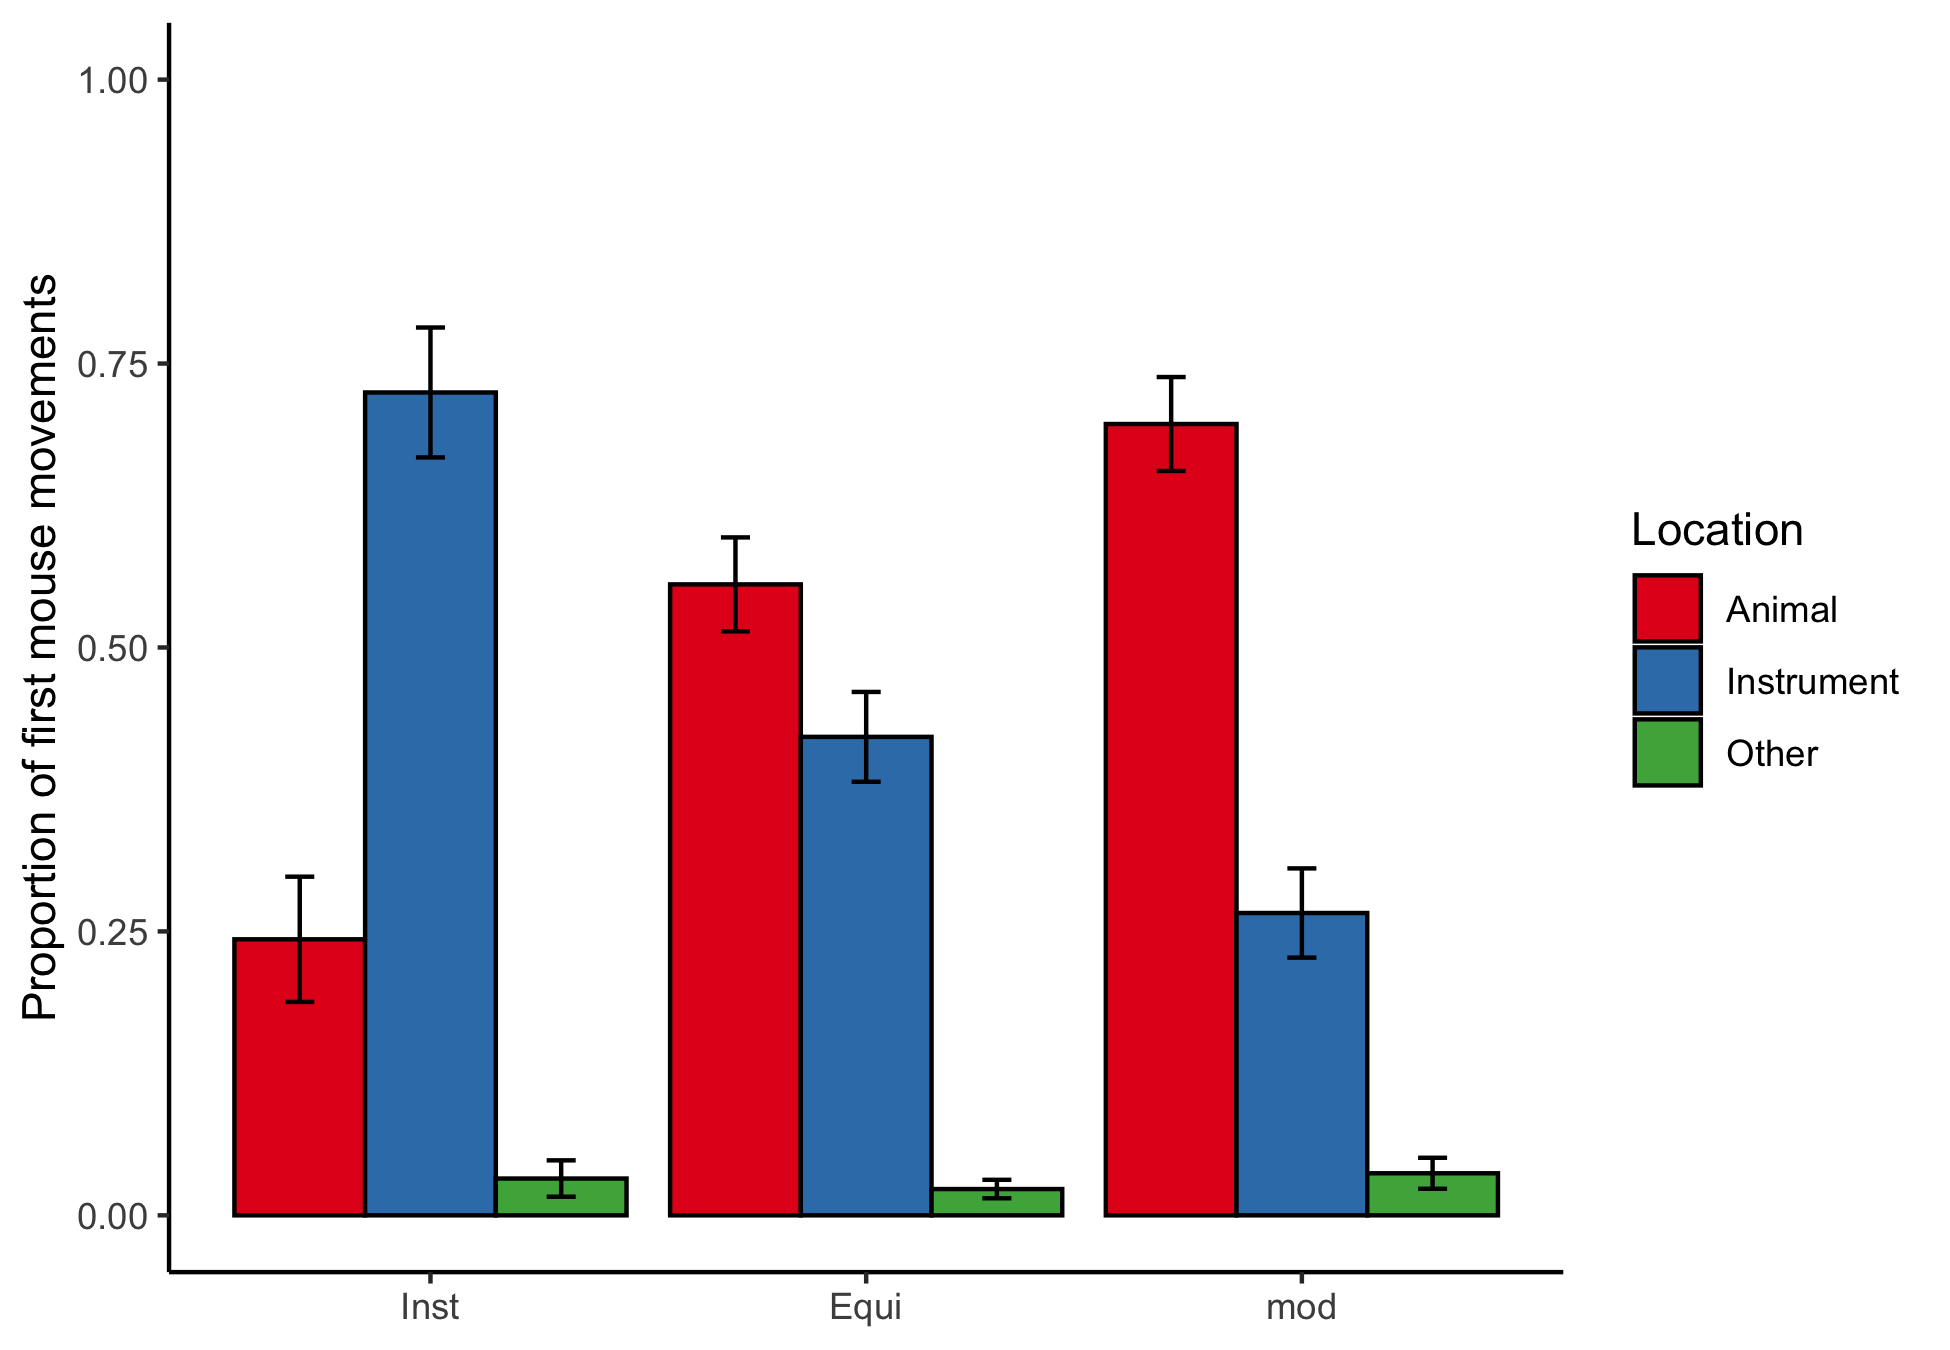 Proportion of first mouse movements
1.00
0.75
0.50
0.25
0.00
Inst
Equi
mod
Location
Animal
Instrument
Other